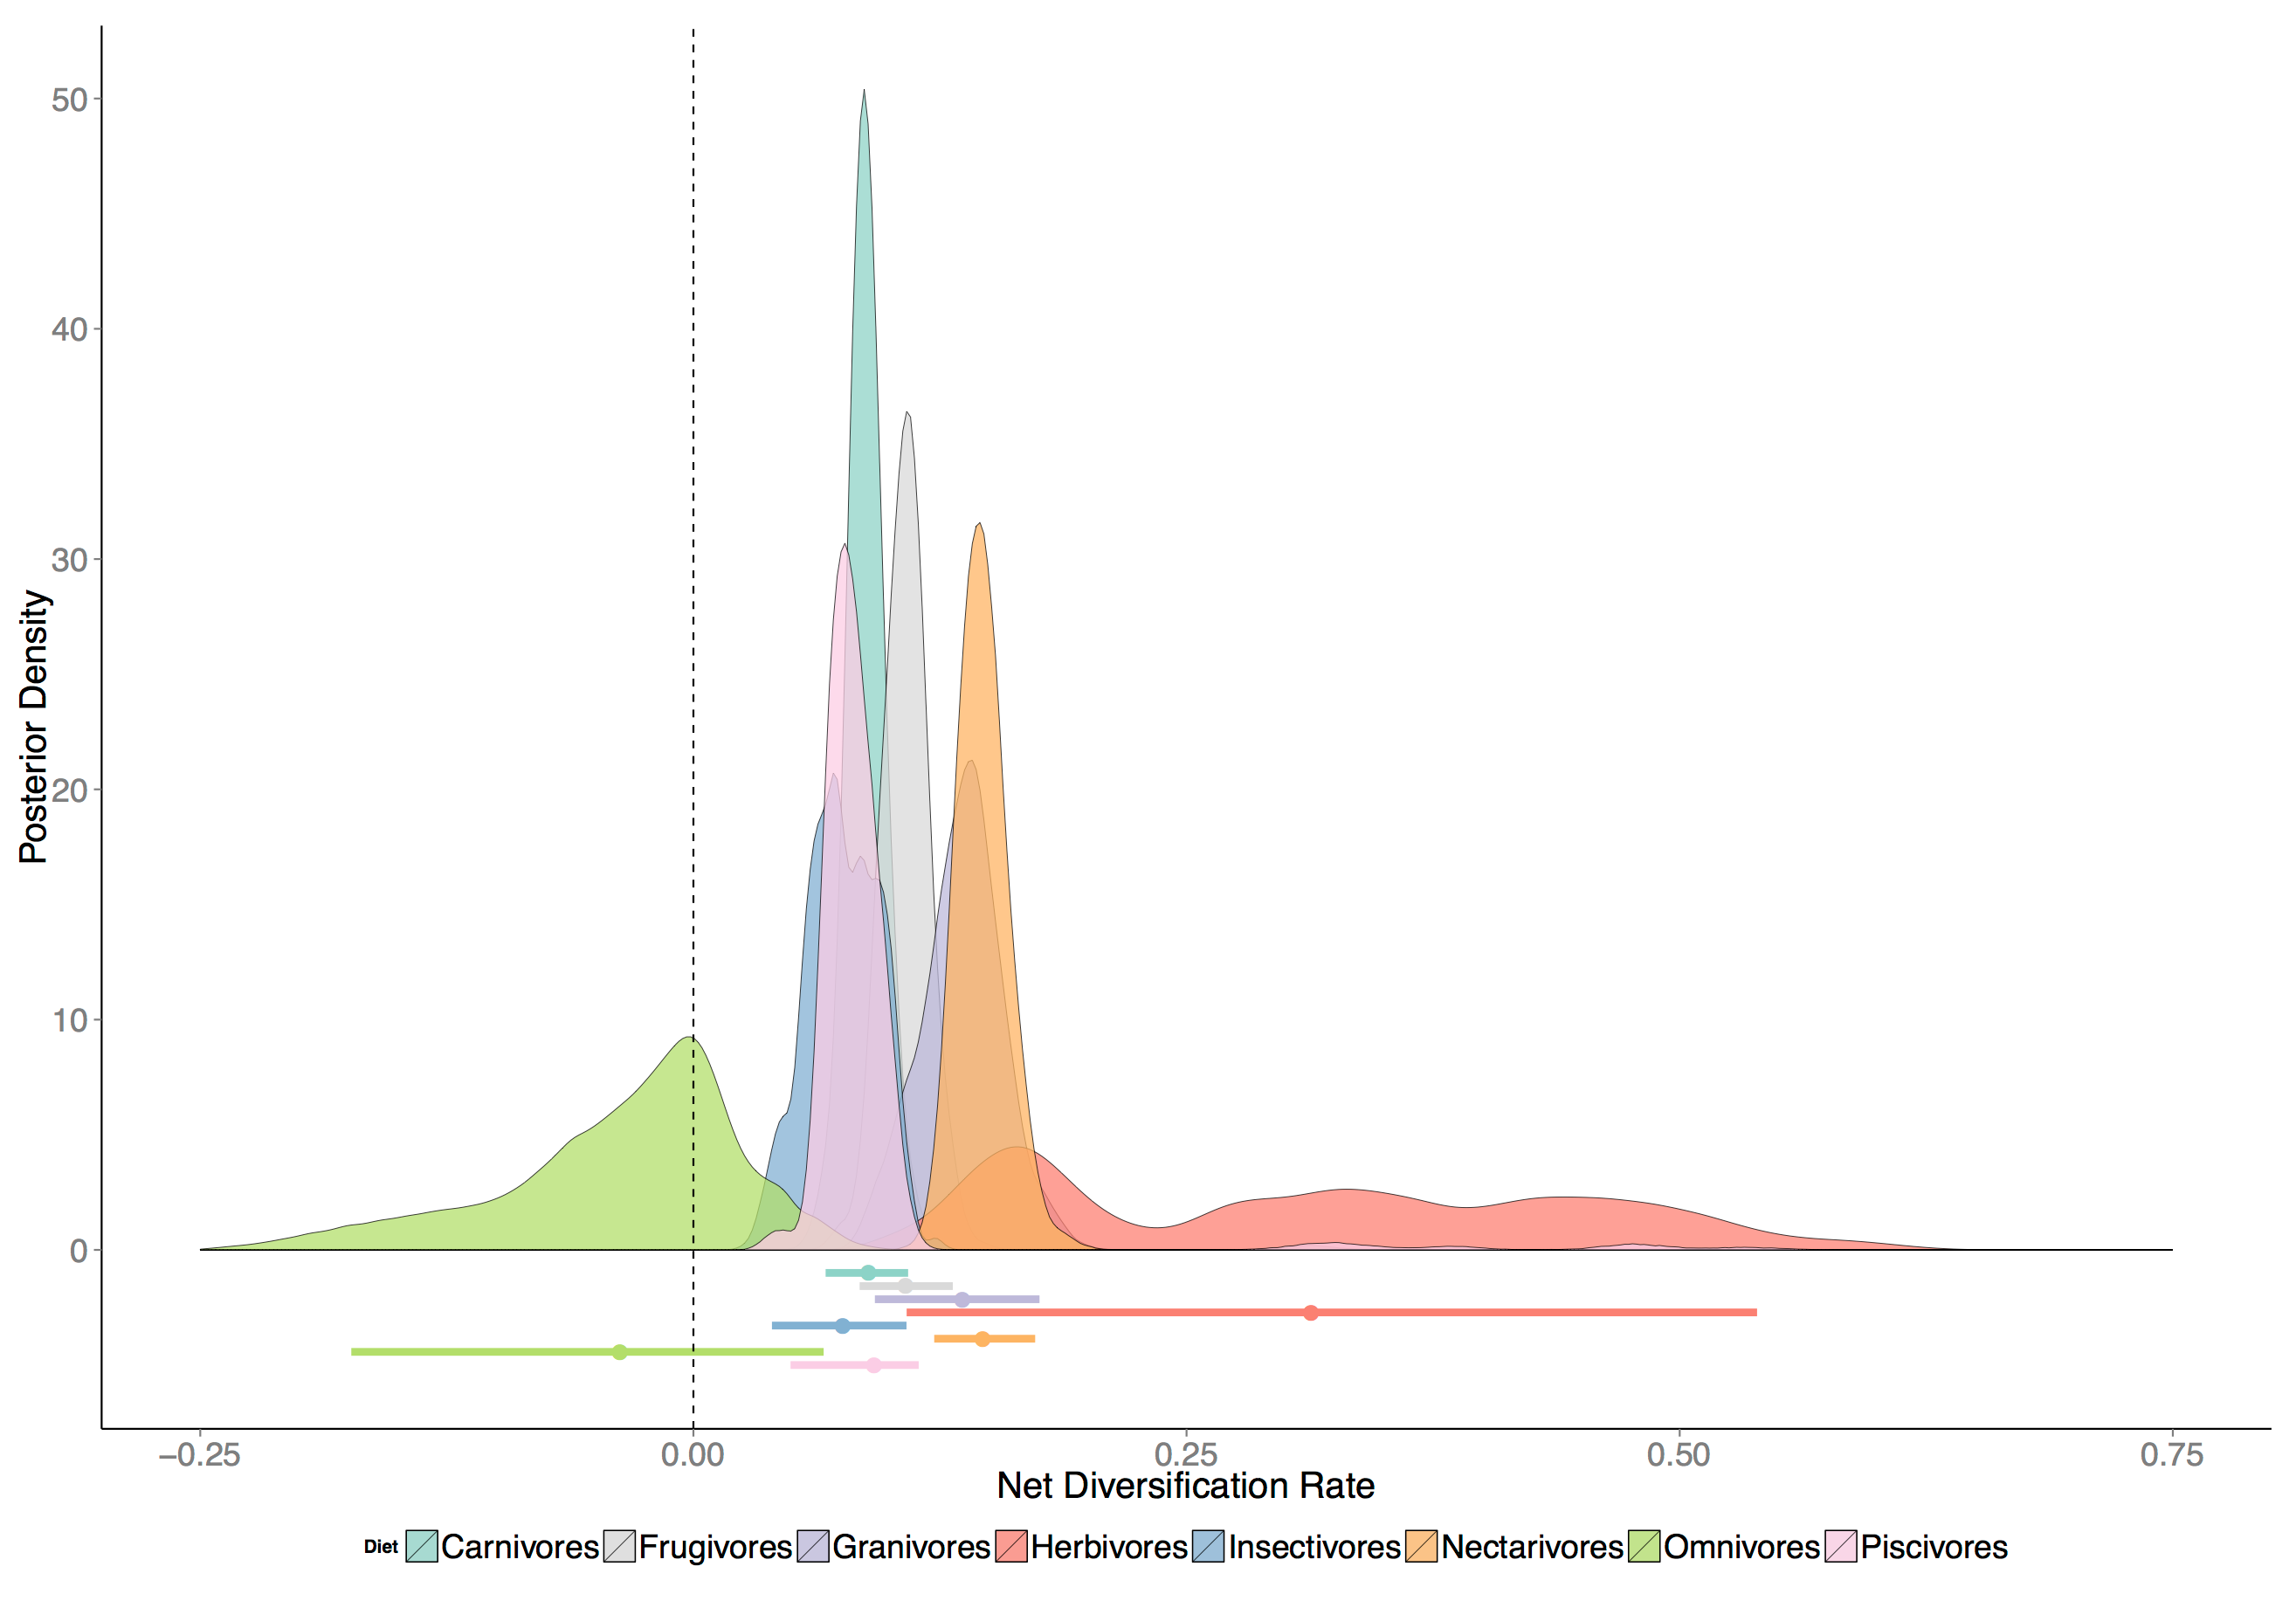 50
40
30
20
10
0
Posterior Density
−0.25 0.00 0.25 0.50 0.75
Net Diversification Rate
Diet Carnivores Frugivores Granivores Herbivores Insectivores Nectarivores Omnivores Piscivores